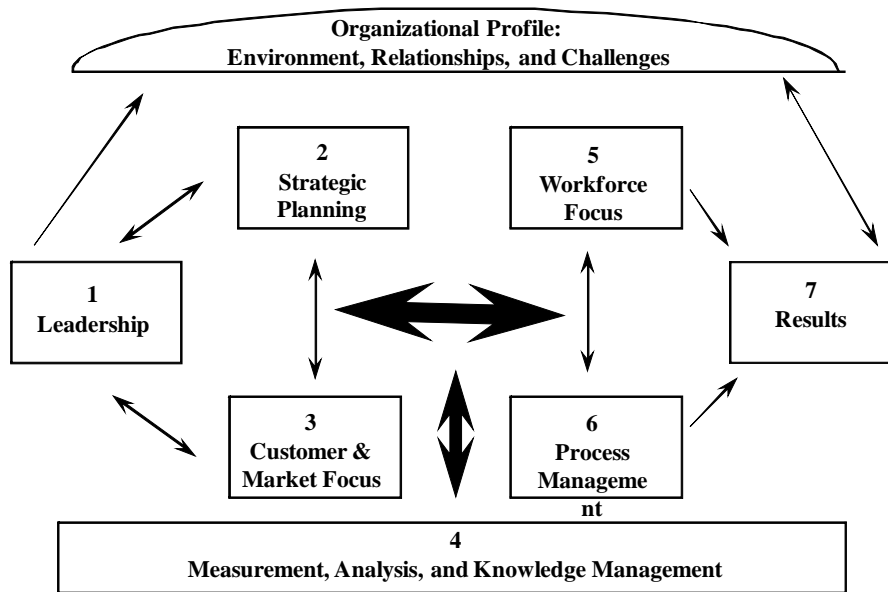 Organizational Profile:
Environment, Relationships, and Challenges
2
Strategic
Planning
5
Workforce
Focus
1
Leadership
7
Results
3
Customer &
Market Focus
6
Process
Manageme
nt
4
Measurement, Analysis, and Knowledge Management